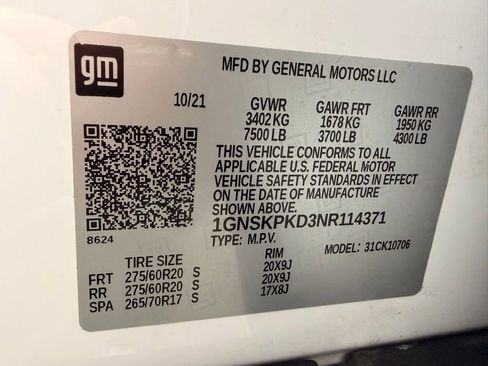 gm
MFD BY GENERAL MOTORS LLC
10/21 GVWR GAWR FRT GAWR RR
3402 KG 1678 KG 1950 KG
7500 LB 3700 LB 4300 LB
THIS VEHICLE CONFORMS TO ALL
APPLICABLE U.S. FEDERAL MOTOR
VEHICLE SAFETY STANDARDS IN EFFECT
ON THE DATE OF MANUFACTURE
SHOWN ABOVE.
1GNSKPKD3NR114371
8624
TYPE: M.P.V. MODEL: 31CK10706
TIRE SIZE RIM
FRT 275/60R20 S 20X9J
RR 275/60R20 S 20X9J
SPA 265/70R17 S 17X8J